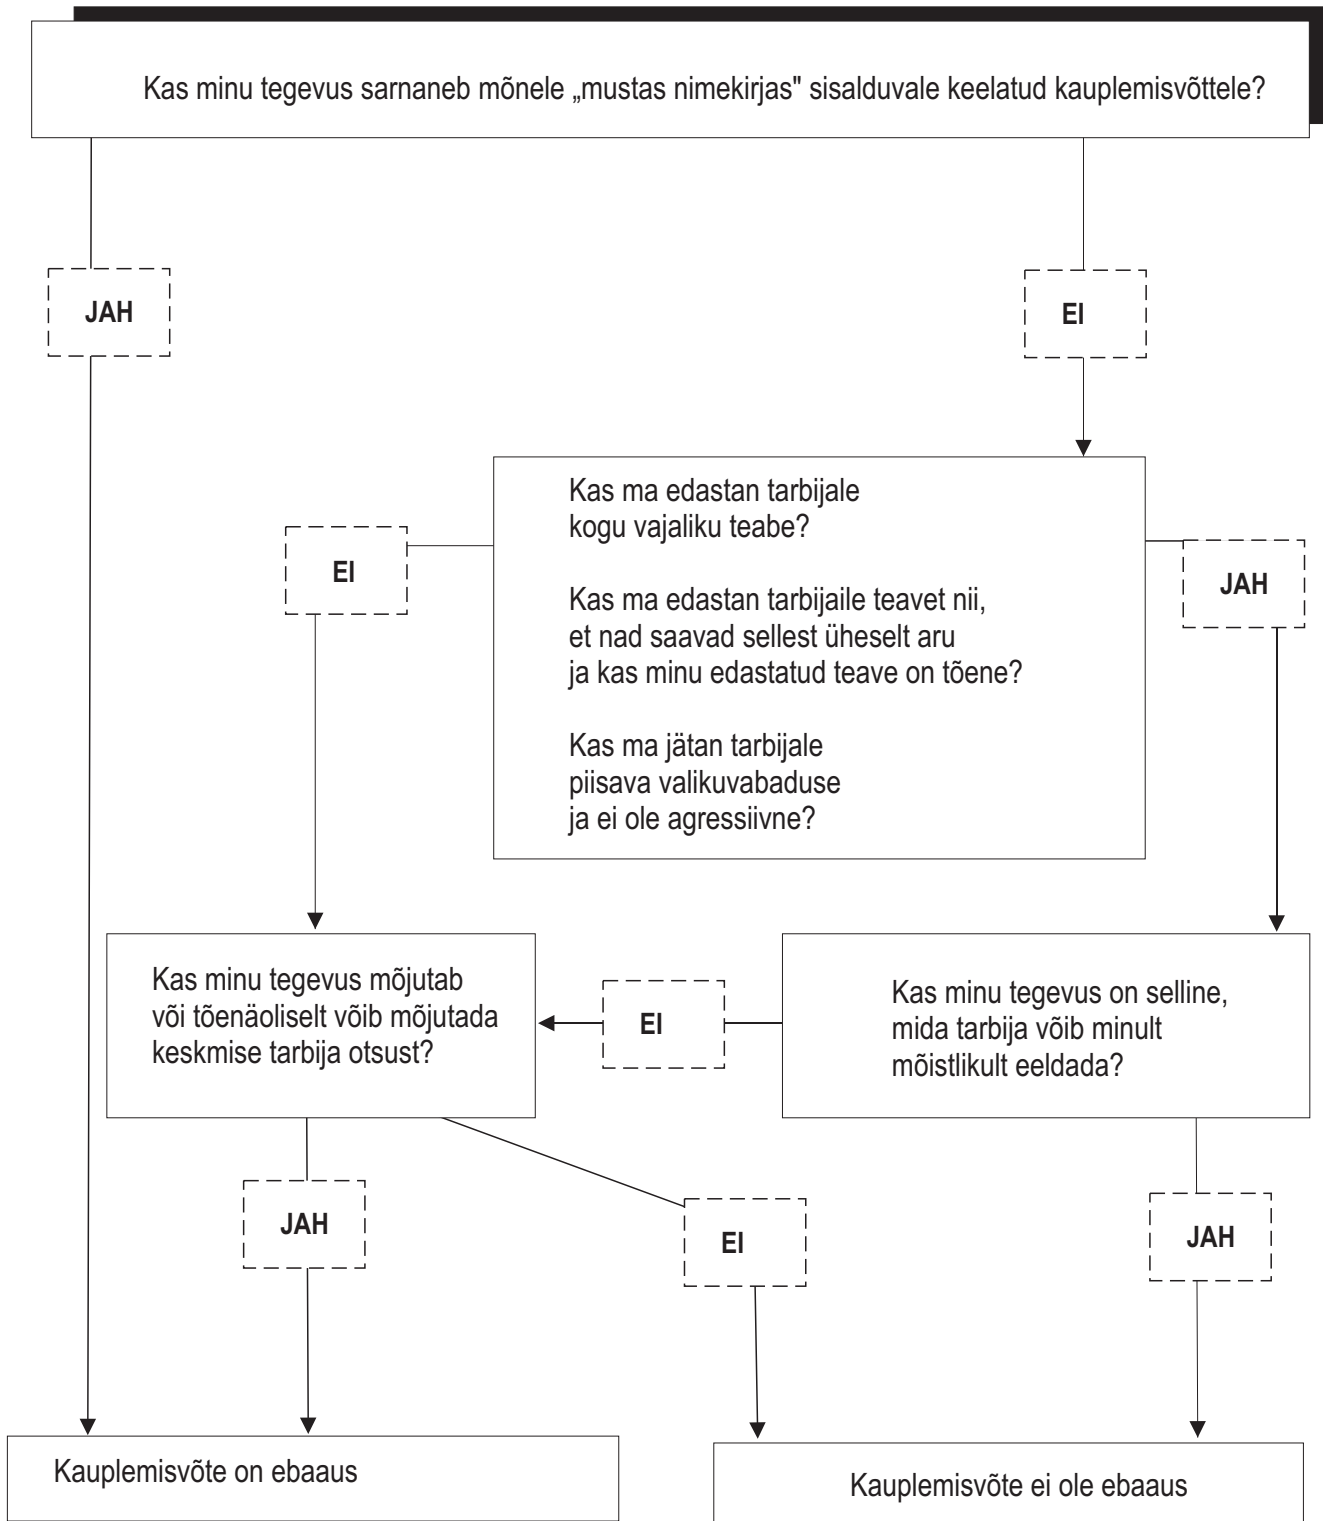 Kas minu tegevus sarnaneb mõnele „mustas nimekirjas" sisalduvale keelatud kauplemisvõttele?
JAH
EI
Kas ma edastan tarbijale
kogu vajaliku teabe?
Kas ma edastan tarbijaile teavet nii,
et nad saavad sellest üheselt aru
ja kas minu edastatud teave on tõene?
Kas ma jätan tarbijale
piisava valikuvabaduse
ja ei ole agressiivne?
EI
JAH
Kas minu tegevus mõjutab
või tõenäoliselt võib mõjutada
keskmise tarbija otsust?
EI
Kas minu tegevus on selline,
mida tarbija võib minult
mõistlikult eeldada?
JAH
EI
JAH
Kauplemisvõte on ebaaus
Kauplemisvõte ei ole ebaaus